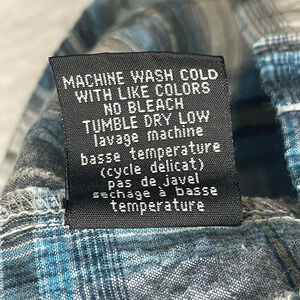 MACHINE WASH COLD
WITH LIKE COLORS
NO BLEACH
TUMBLE DRY LOW
lavage machine
basse temperature
(cycle delicat)
pas de javel
sechage à basse
temperature